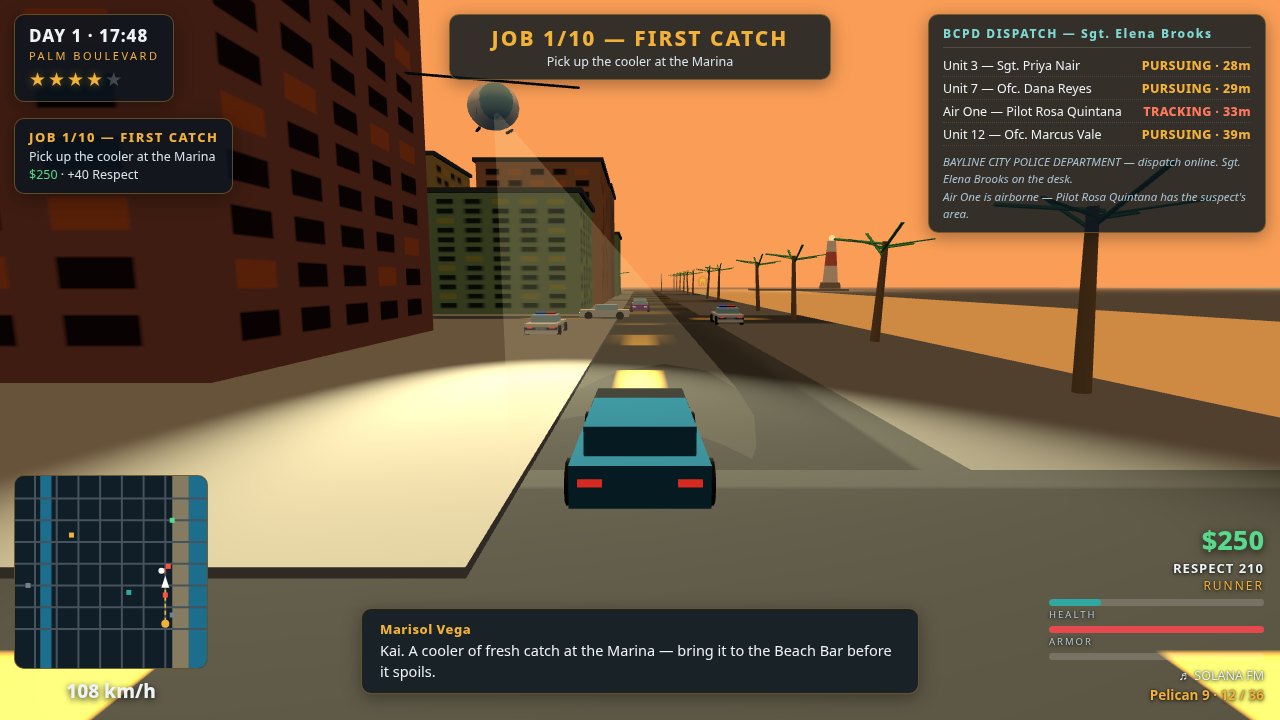 DAY 1 · 17:48
PALM BOULEVARD
★★★★★
JOB 1/10 — FIRST CATCH
Pick up the cooler at the Marina
$250 · +40 Respect
JOB 1/10 — FIRST CATCH
Pick up the cooler at the Marina
BCPD DISPATCH — Sgt. Elena Brooks
Unit 3 — Sgt. Priya Nair PURSUING · 28m
Unit 7 — Ofc. Dana Reyes PURSUING · 29m
Air One — Pilot Rosa Quintana TRACKING · 33m
Unit 12 — Ofc. Marcus Vale PURSUING · 39m
BAYLINE CITY POLICE DEPARTMENT — dispatch online. Sgt.
Elena Brooks on the desk.
Air One is airborne — Pilot Rosa Quintana has the suspect's
area.
108 km/h
Marisol Vega
Kai. A cooler of fresh catch at the Marina — bring it to the Beach Bar before
it spoils.
$250
RESPECT 210
RUNNER
HEALTH
ARMOR
♬ SOLANA FM
Pelican 9 · 12 / 36